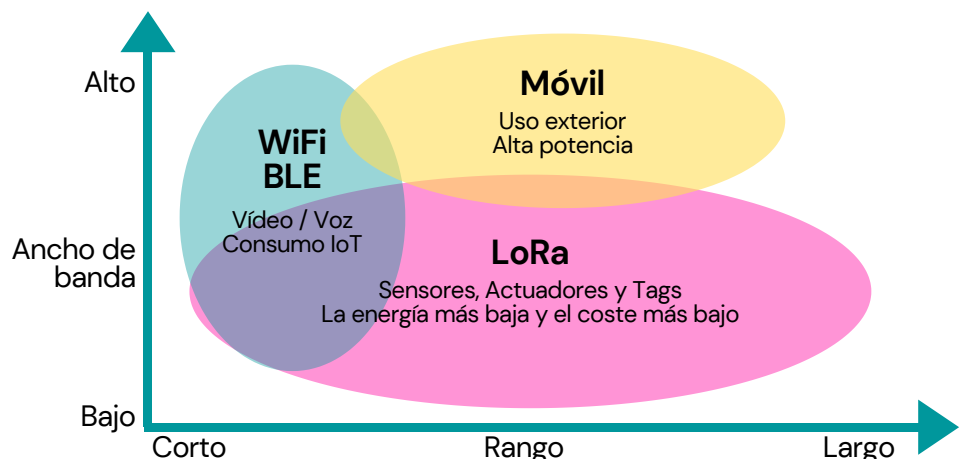 Alto
Móvil
Uso exterior
Alta potencia
WiFi
BLE
Vídeo / Voz
Consumo IoT
Ancho de
banda
LoRa
Sensores, Actuadores y Tags
La energía más baja y el coste más bajo
Bajo
Corto
Rango
Largo